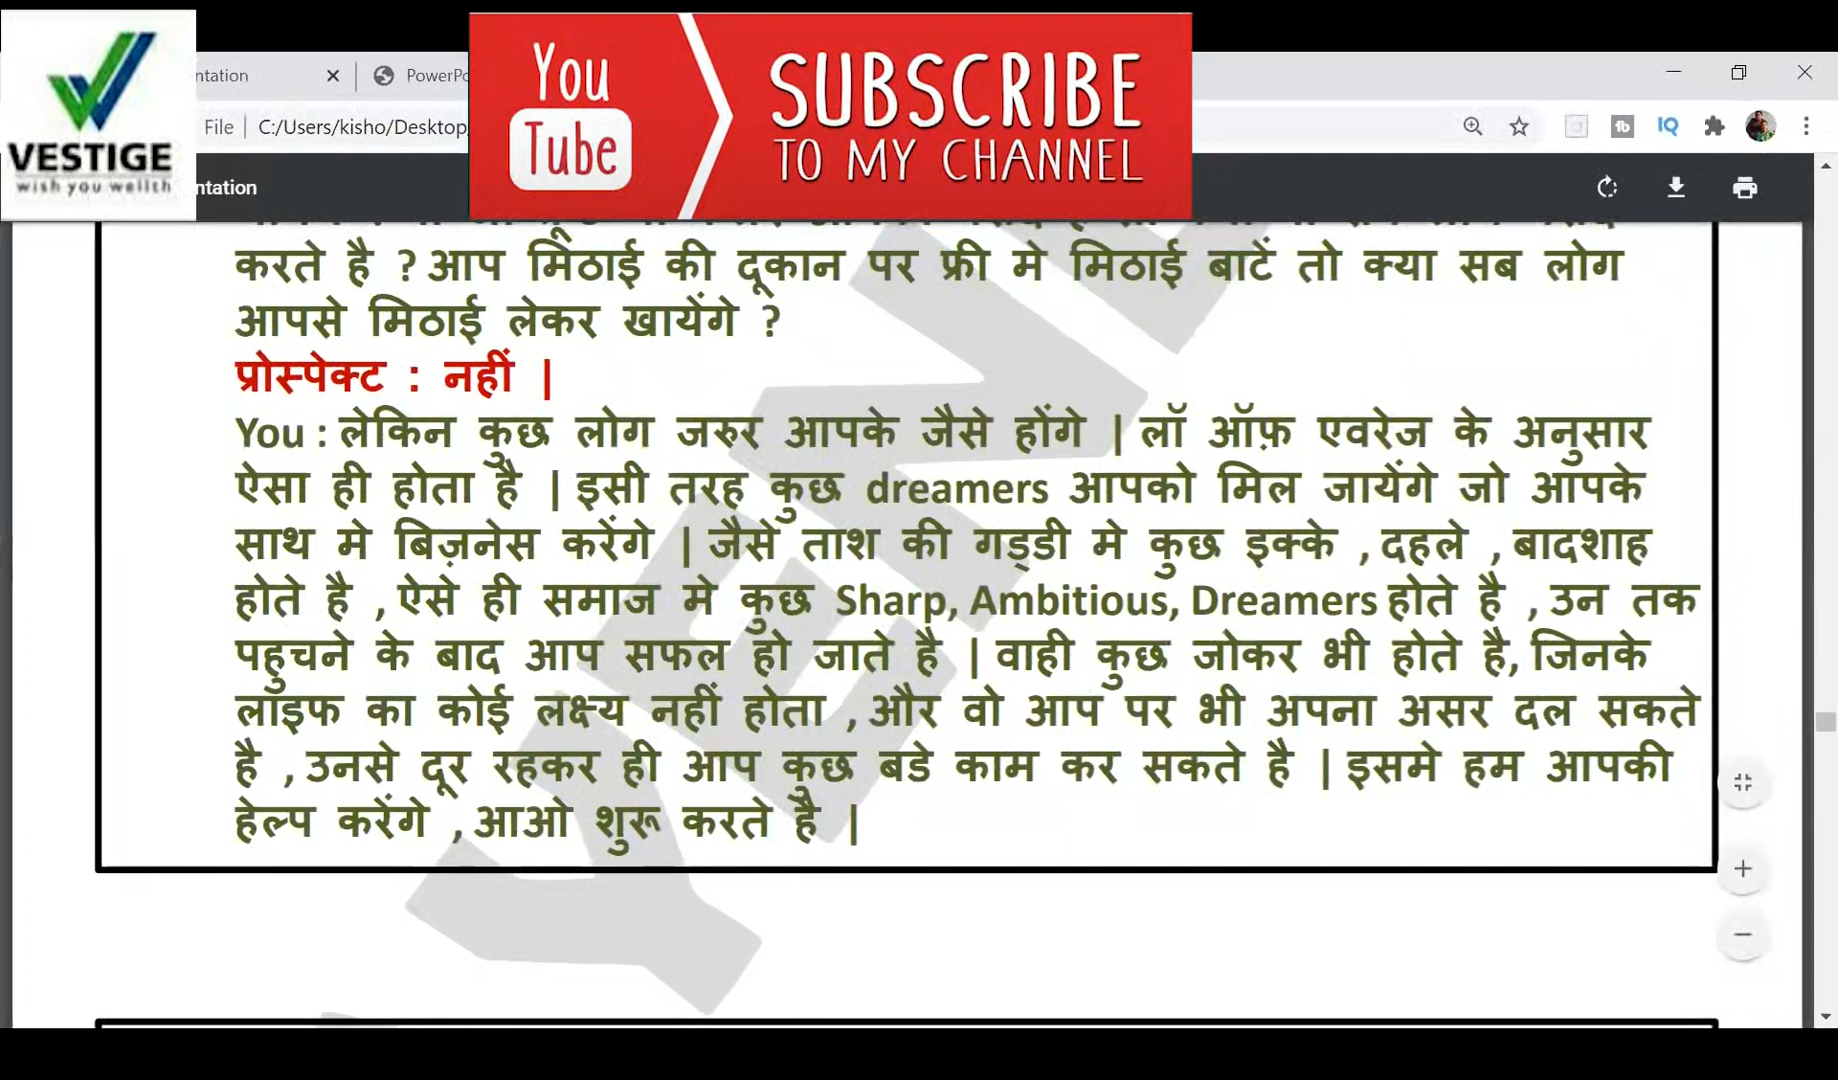 ntation
PowerPo
File
C:/Users/kisho/Desktop
VESTIGE
wish you wellth
ntation
You
Tube
SUBSCRIBE
TO MY CHANNEL
करते है ? आप मिठाई की दूकान पर फ्री मे मिठाई बाटें तो क्या सब लोग
आपसे मिठाई लेकर खायेंगे ?
प्रोस्पेक्ट : नहीं |
You : लेकिन कुछ लोग जरुर आपके जैसे होंगे | लॉ ऑफ़ एवरेज के अनुसार
ऐसा ही होता है | इसी तरह कुछ dreamers आपको मिल जायेंगे जो आपके
साथ मे बिज़नेस करेंगे | जैसे ताश की गड्डी मे कुछ इक्के , दहले , बादशाह
होते है , ऐसे ही समाज मे कुछ Sharp, Ambitious, Dreamers होते है , उन तक
पहुचने के बाद आप सफल हो जाते है | वाही कुछ जोकर भी होते है, जिनके
लाइफ का कोई लक्ष्य नहीं होता , और वो आप पर भी अपना असर दल सकते
है , उनसे दूर रहकर ही आप कुछ बडे काम कर सकते है | इसमे हम आपकी
हेल्प करेंगे , आओ शुरू करते है |